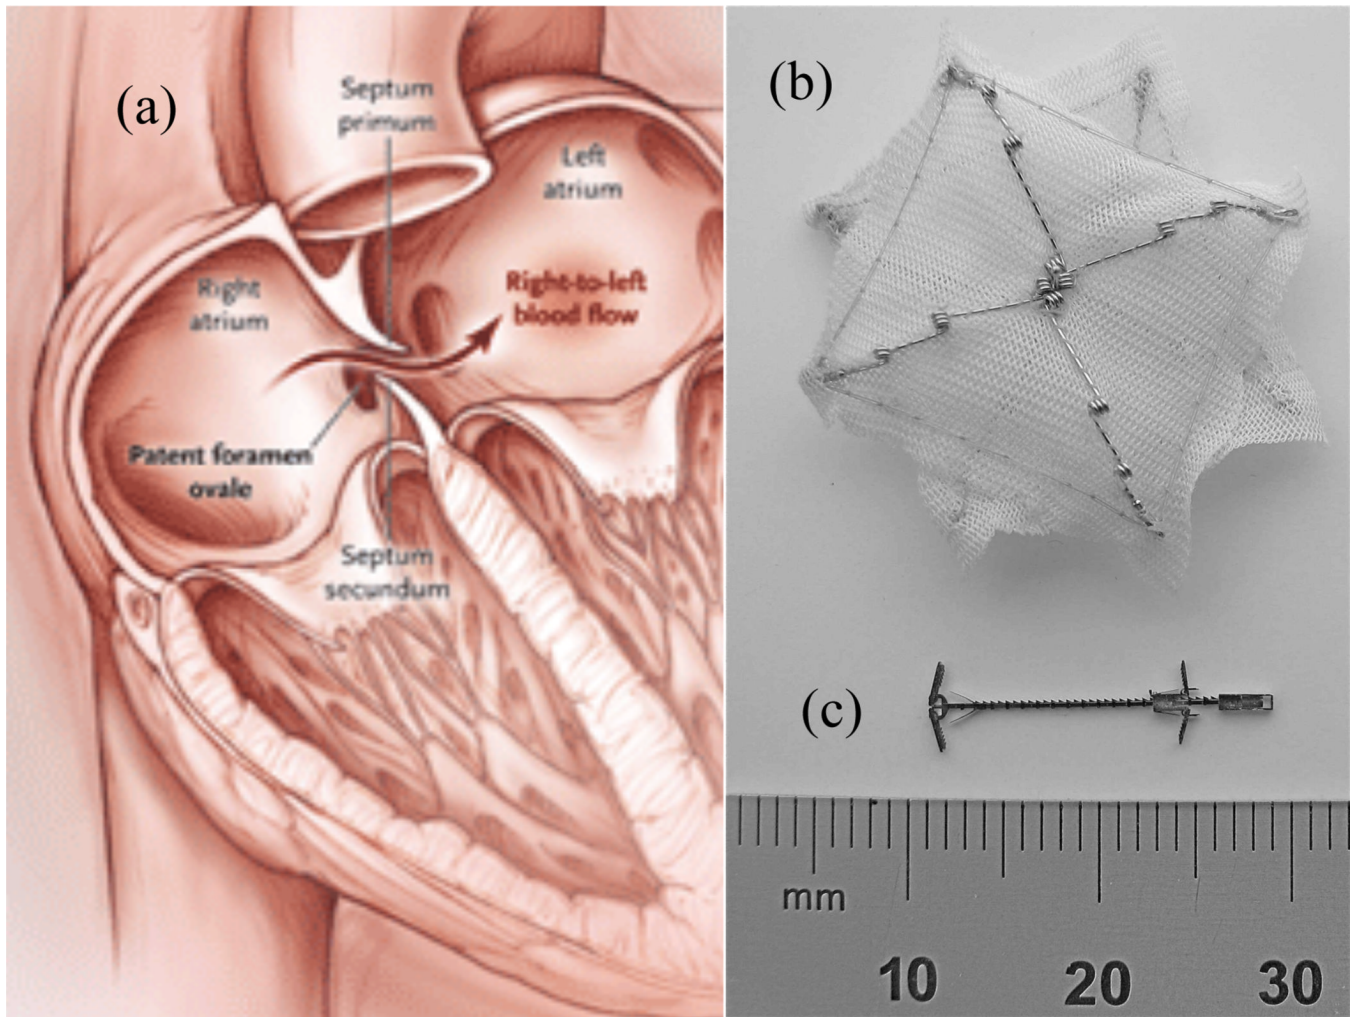 (a)
Septum
primum
Left
atrium
Right
atrium
Right-to-left
blood flow
Patent foramen
ovale
Septum
secundum
(b)
(c)
mm
10
20
30